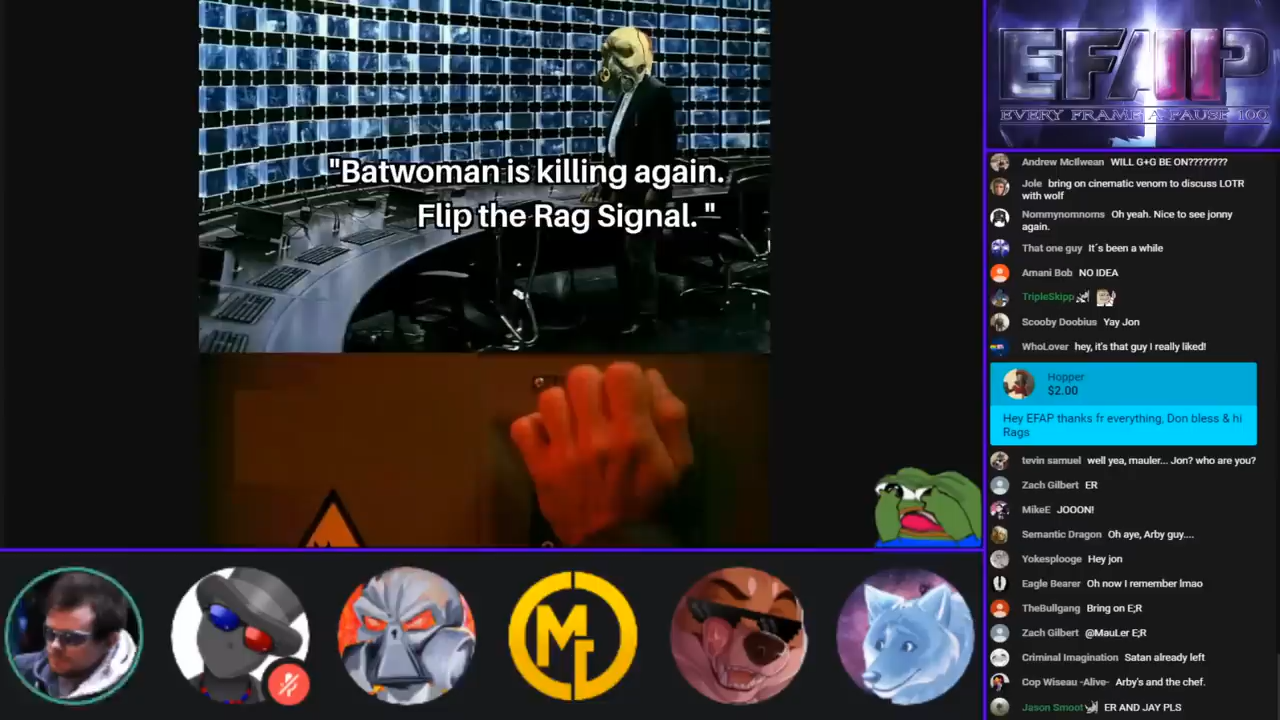 "Batwoman is killing again.
Flip the Rag Signal. "
EFAP
EVERY FRAME A PAUSE 100
Andrew McIlwean WILL G+G BE ON????????
Jole bring on cinematic venom to discuss LOTR
with wolf
Nommynomnoms Oh yeah. Nice to see jonny
again.
That one guy It´s been a while
Amani Bob NO IDEA
TripleSkipp
Scooby Doobius Yay Jon
WhoLover hey, it's that guy I really liked!
Hopper
$2.00
Hey EFAP thanks fr everything, Don bless & hi
Rags
tevin samuel well yea, mauler... Jon? who are you?
Zach Gilbert ER
MikeE JOOON!
Semantic Dragon Oh aye, Arby guy....
Yokesplooge Hey jon
Eagle Bearer Oh now I remember lmao
TheBullgang Bring on E;R
Zach Gilbert @MauLer E;R
Criminal Imagination Satan already left
Cop Wiseau -Alive- Arby's and the chef.
Jason Smoot ER AND JAY PLS
ML